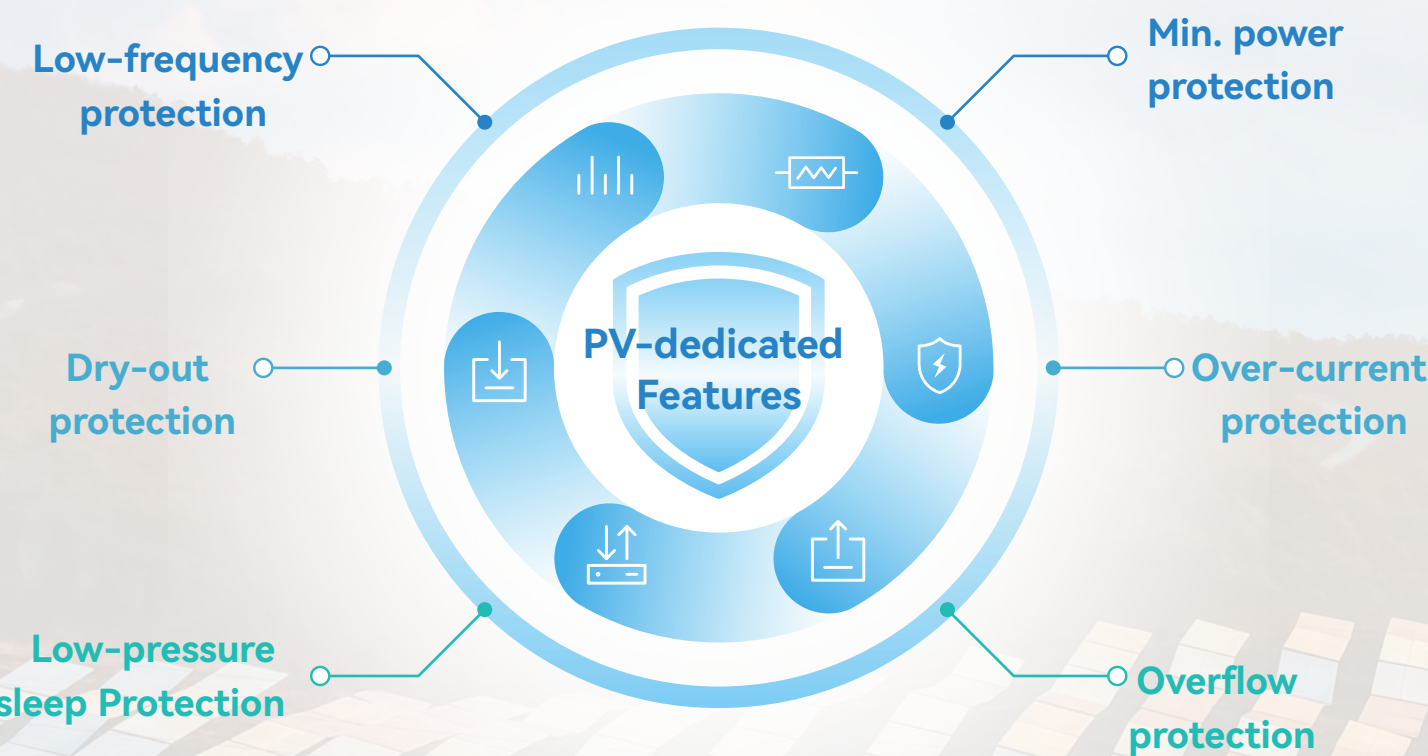 Low-frequency
protection
Min. power
protection
Dry-out
protection
PV-dedicated
Features
Over-current
protection
Low-pressure
sleep Protection
Overflow
protection